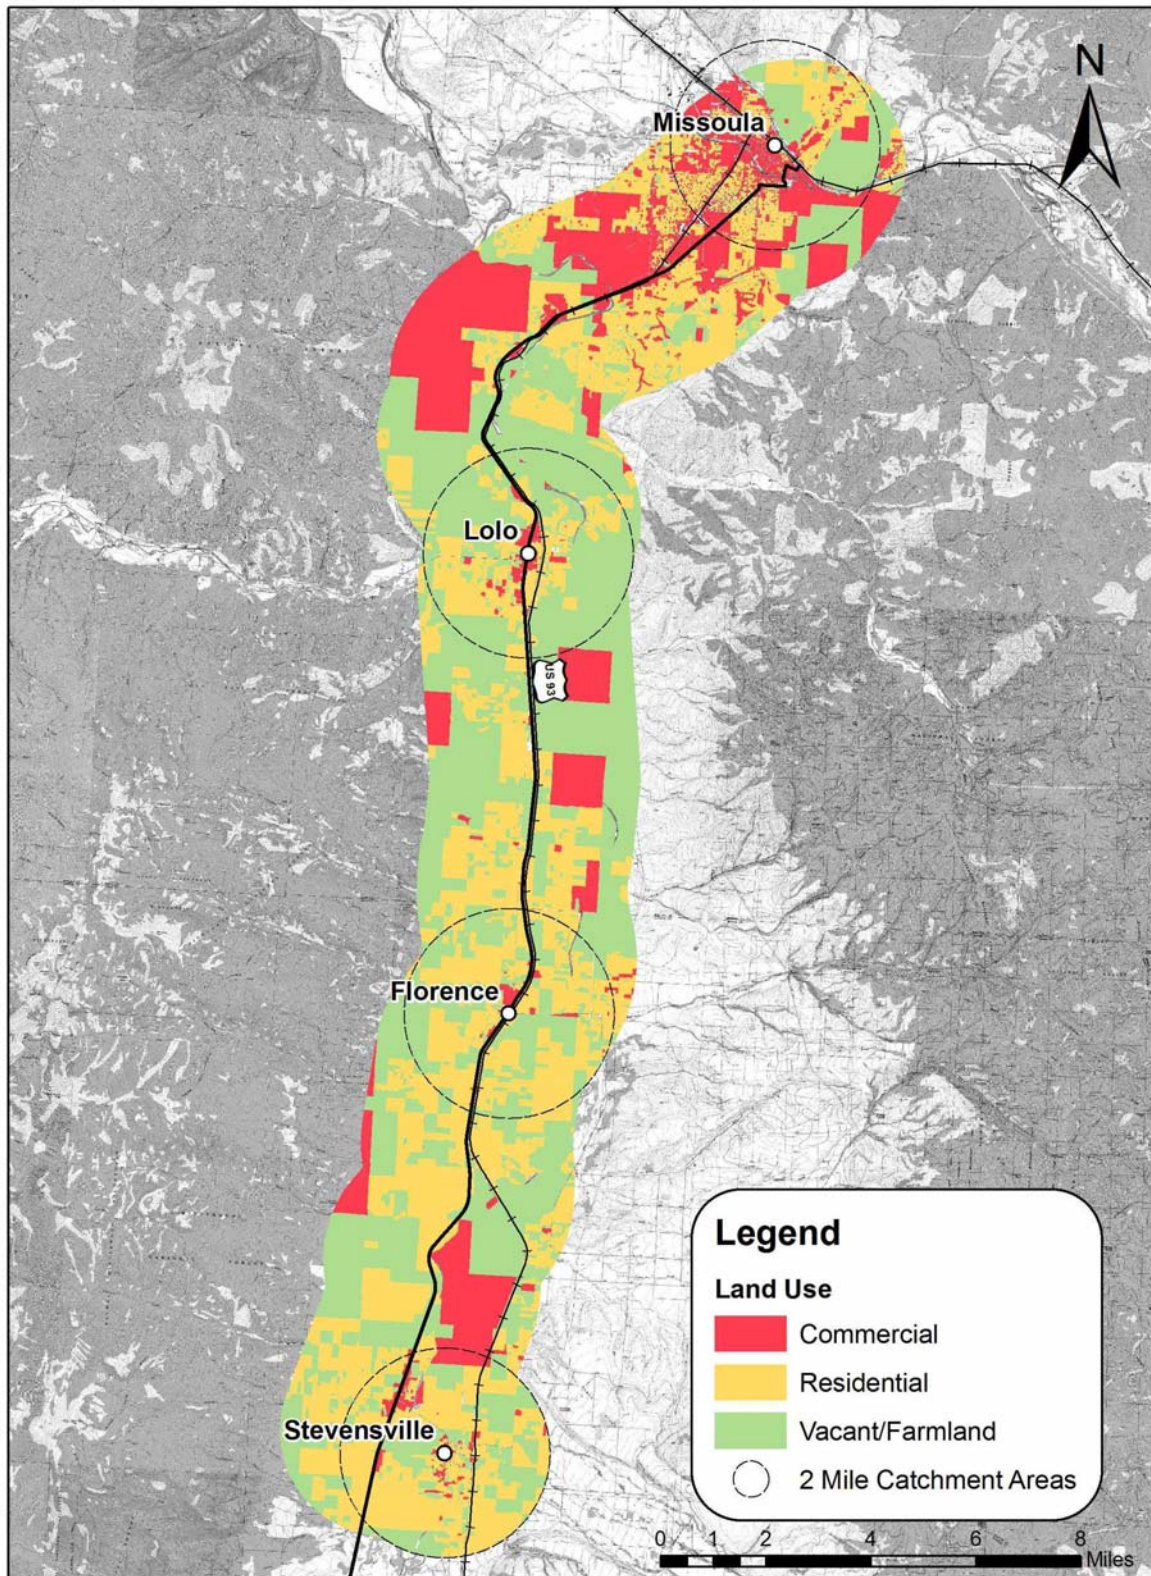 N
Missoula
Lolo
US 93
Florence
Stevensville
Legend
Land Use
Commercial
Residential
Vacant/Farmland
2 Mile Catchment Areas
0 1 2 4 6 8
Miles